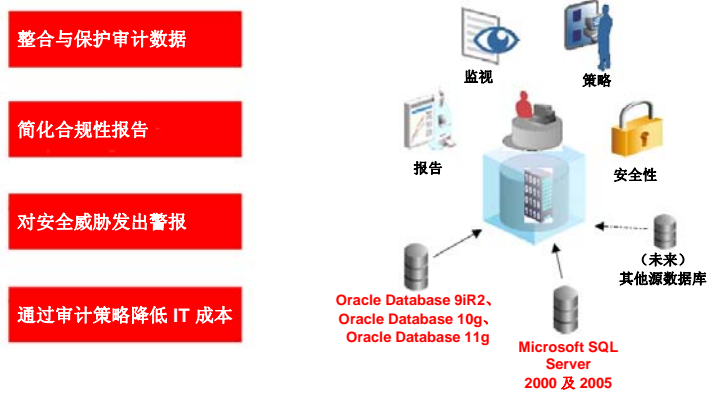 整合与保护审计数据
简化合规性报告
对安全威胁发出警报
通过审计策略降低 IT 成本
监视
策略
报告
安全性
（未来）
其他源数据库
Oracle Database 9iR2、
Oracle Database 10g、
Oracle Database 11g
Microsoft SQL
Server
2000 及 2005